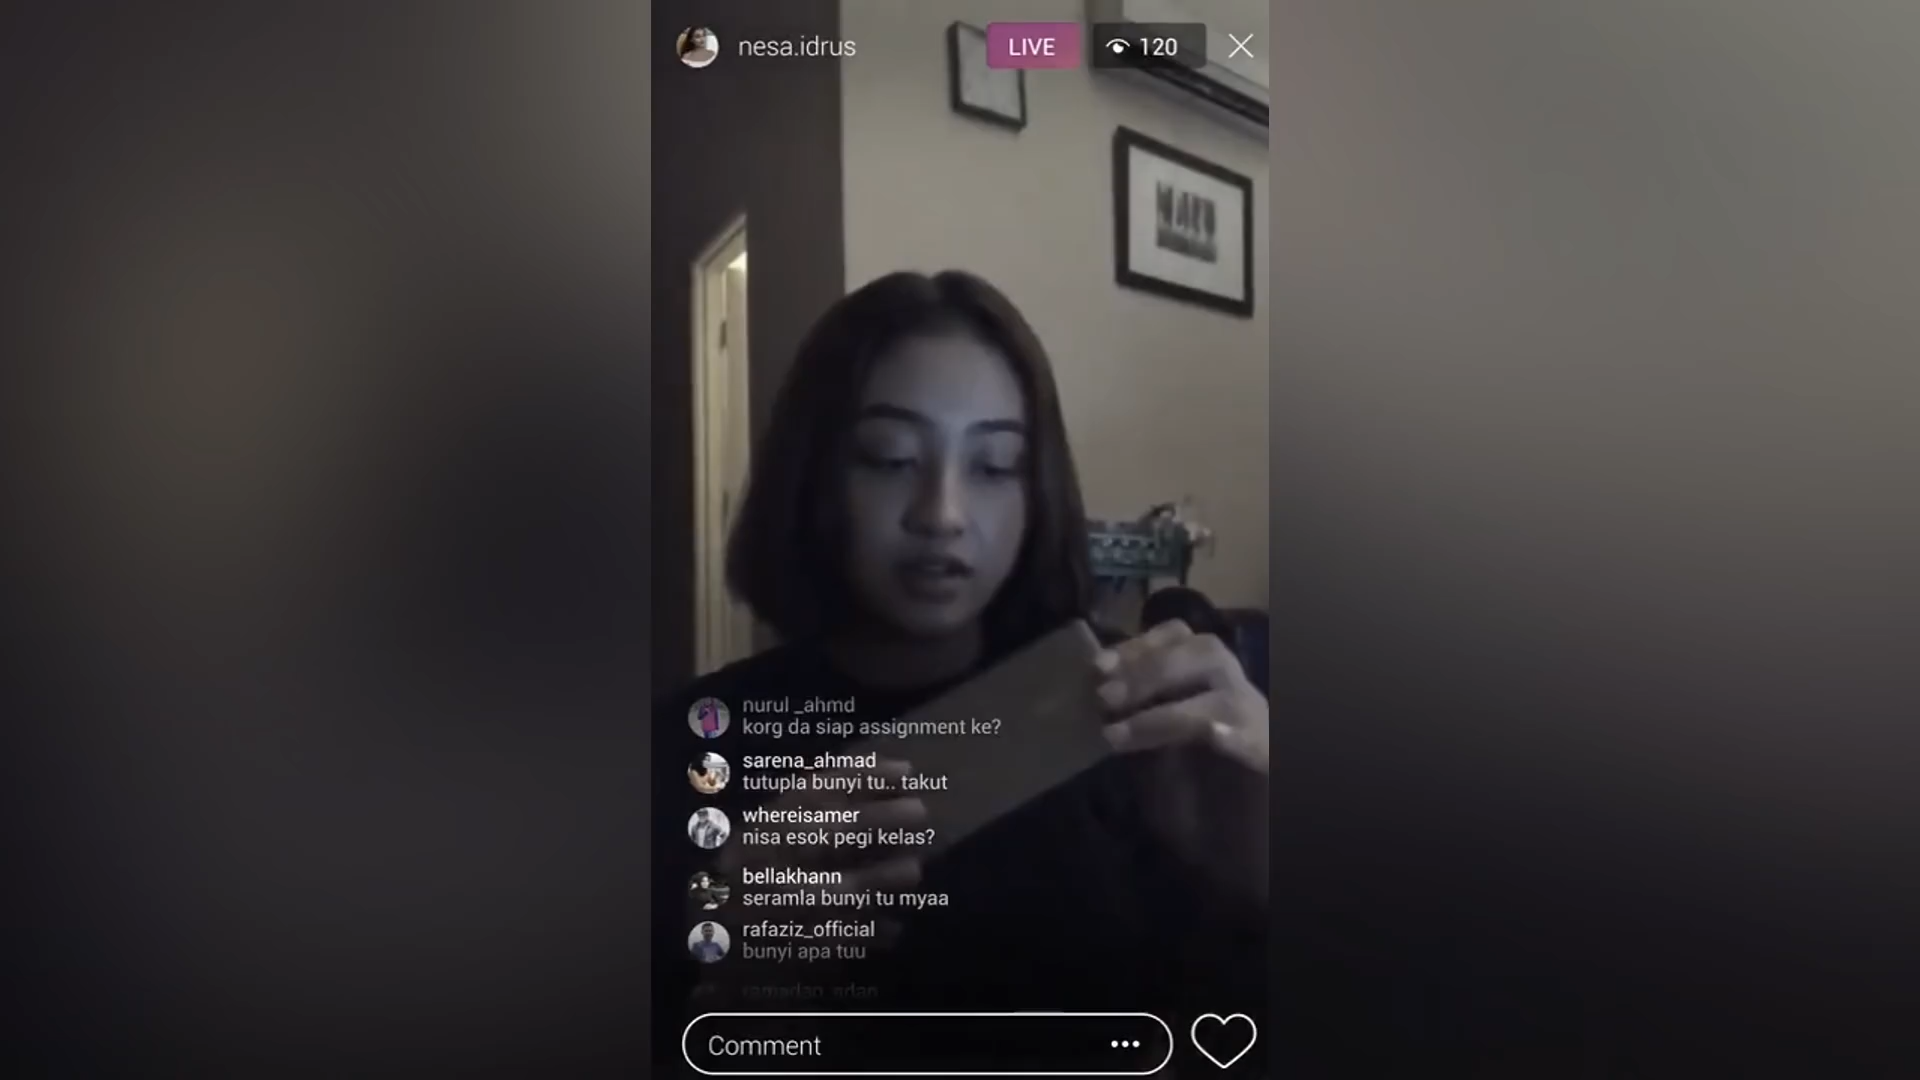 nesa.idrus
LIVE
120
nurul _ahmd
korg da siap assignment ke?
sarena_ahmad
tutupla bunyi tu.. takut
whereisamer
nisa esok pegi kelas?
bellakhann
seramla bunyi tu myaa
rafaziz_official
bunyi apa tuu
Comment